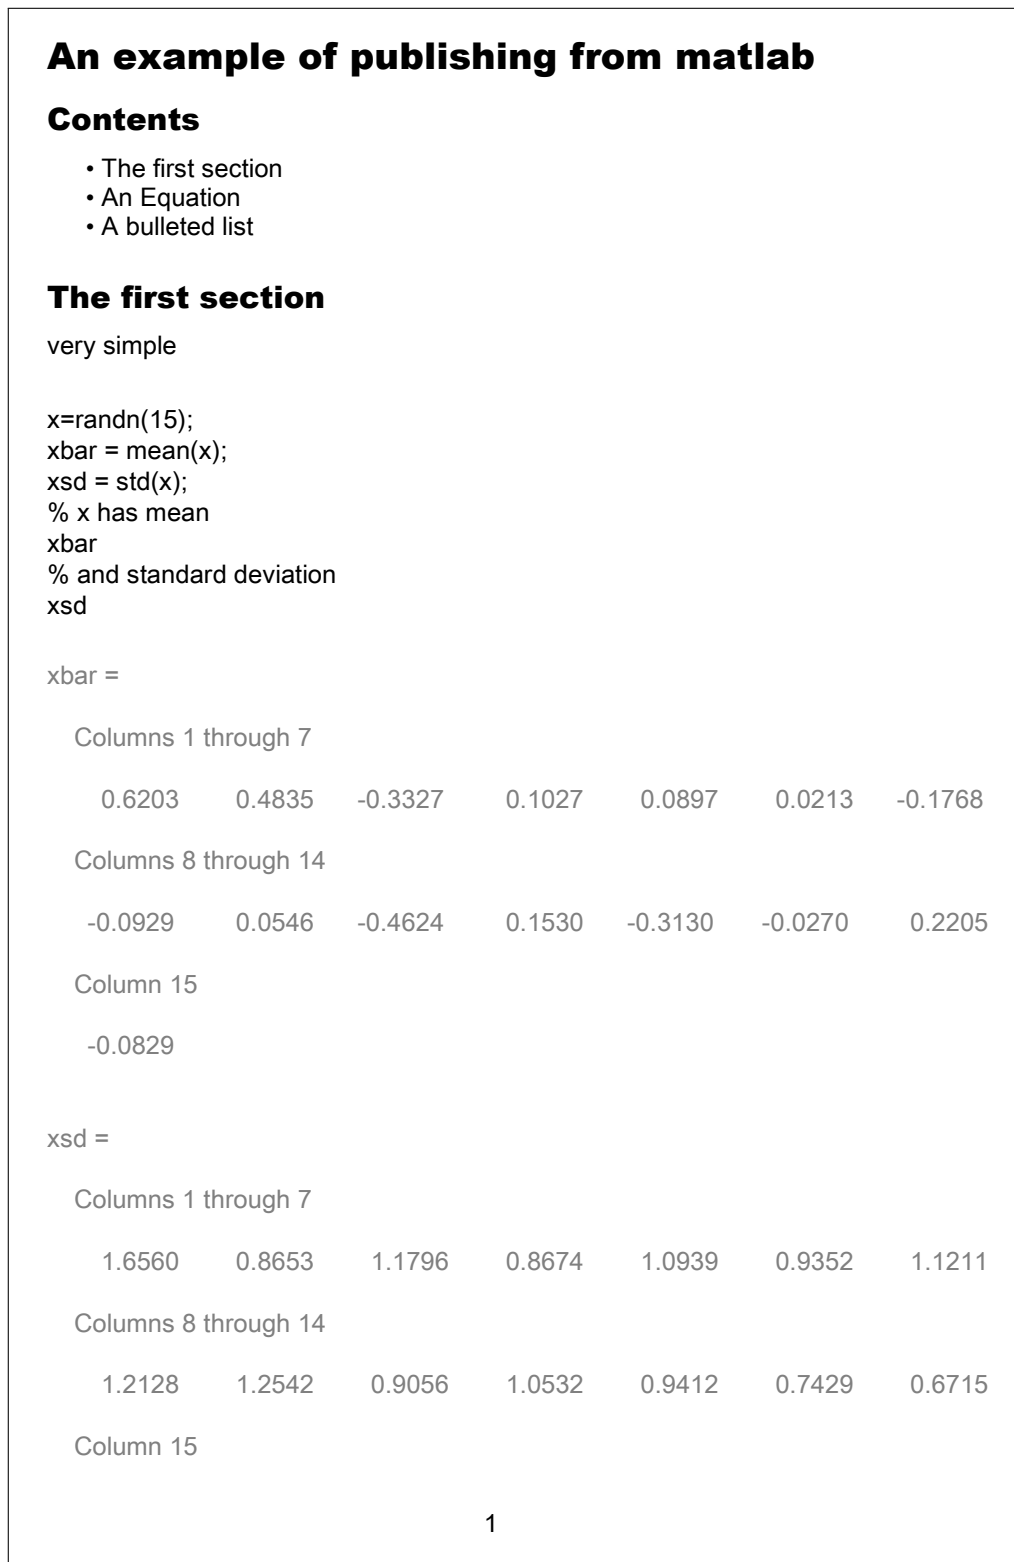 An example of publishing from matlab
Contents
• The first section
• An Equation
• A bulleted list
The first section
very simple
x=randn(15);
xbar = mean(x);
xsd = std(x);
% x has mean
xbar
% and standard deviation
xsd
xbar =
Columns 1 through 7
0.6203 0.4835 -0.3327 0.1027 0.0897 0.0213 -0.1768
Columns 8 through 14
-0.0929 0.0546 -0.4624 0.1530 -0.3130 -0.0270 0.2205
Column 15
-0.0829
xsd =
Columns 1 through 7
1.6560 0.8653 1.1796 0.8674 1.0939 0.9352 1.1211
Columns 8 through 14
1.2128 1.2542 0.9056 1.0532 0.9412 0.7429 0.6715
Column 15
1